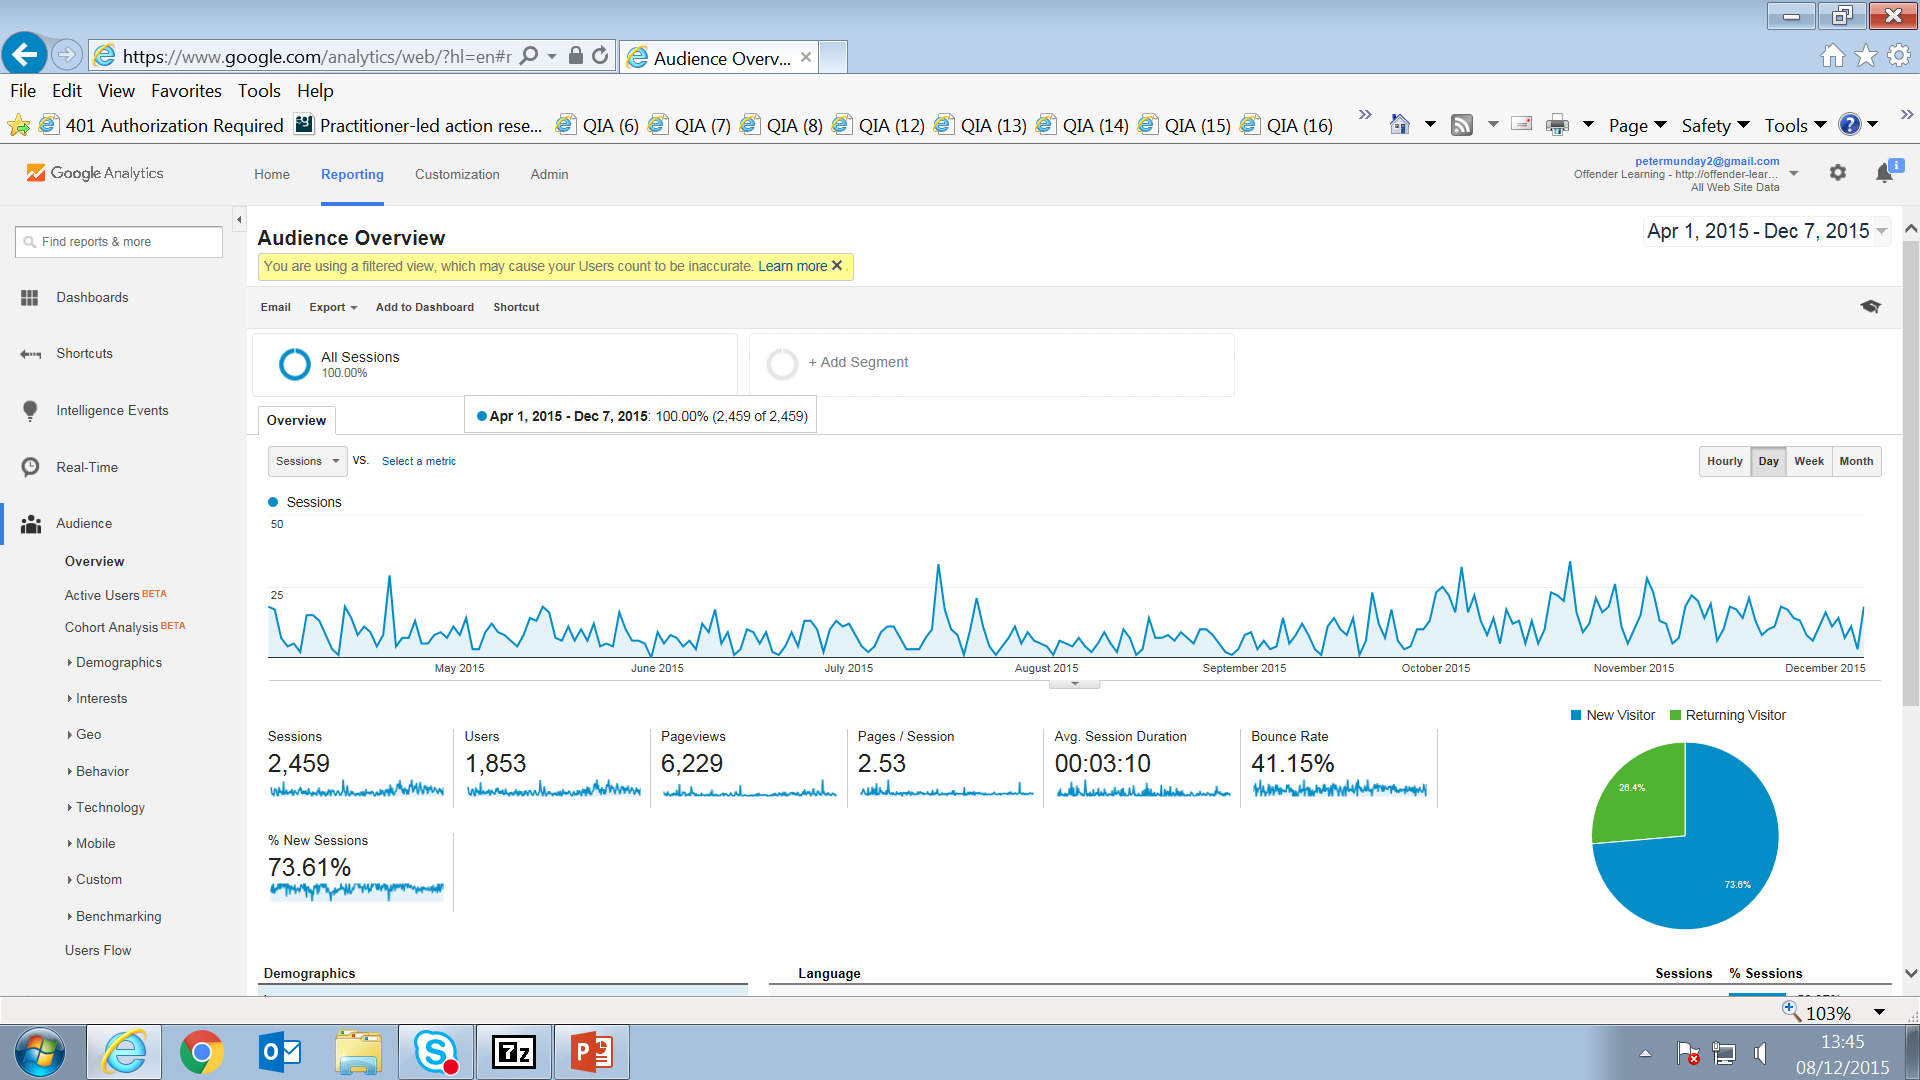 https://www.google.com/analytics/web/?hl=en#r
Audience Overv...
File Edit View Favorites Tools Help
401 Authorization Required Practitioner-led action rese... QIA (6) QIA (7) QIA (8) QIA (12) QIA (13) QIA (14) QIA (15) QIA (16) » Page Safety Tools »
Google Analytics
Home Reporting Customization Admin
petermunday2@gmail.com
Offender Learning - http://offender-lear...
All Web Site Data
Find reports & more
Dashboards
Shortcuts
Intelligence Events
Real-Time
Audience
Overview
Active Users BETA
Cohort Analysis BETA
Demographics
Interests
Geo
Behavior
Technology
Mobile
Custom
Benchmarking
Users Flow
Audience Overview
Apr 1, 2015 - Dec 7, 2015
You are using a filtered view, which may cause your Users count to be inaccurate. Learn more
Email Export Add to Dashboard Shortcut
All Sessions
100.00%
+ Add Segment
Overview
Apr 1, 2015 - Dec 7, 2015: 100.00% (2,459 of 2,459)
Sessions VS. Select a metric
Hourly Day Week Month
Sessions
50
25
May 2015 June 2015 July 2015 August 2015 September 2015 October 2015 November 2015 December 2015
New Visitor Returning Visitor
Sessions
2,459
Users
1,853
Pageviews
6,229
Pages / Session
2.53
Avg. Session Duration
00:03:10
Bounce Rate
41.15%
% New Sessions
73.61%
26.4%
73.6%
Demographics
Language Sessions % Sessions
103%
13:45
08/12/2015